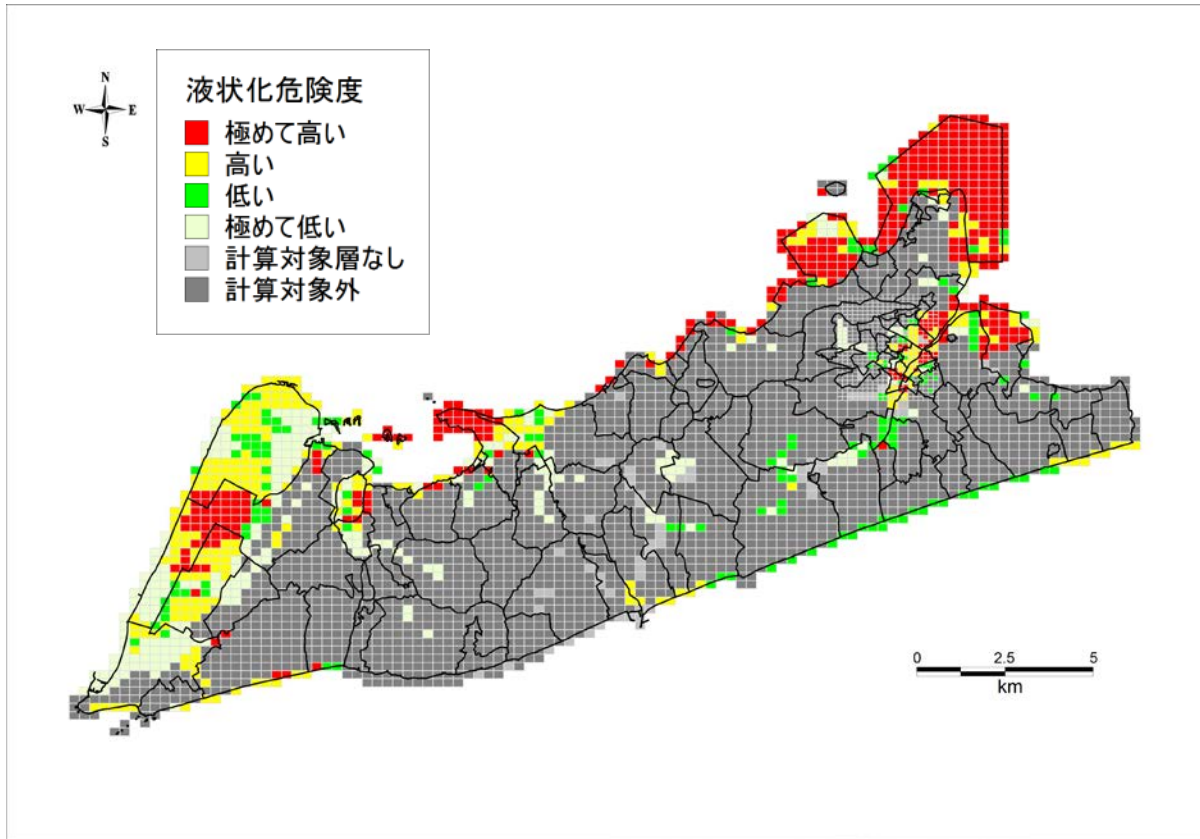 N
W E
S
液状化危険度
極めて高い
高い
低い
極めて低い
計算対象層なし
計算対象外
0 2.5 5
km